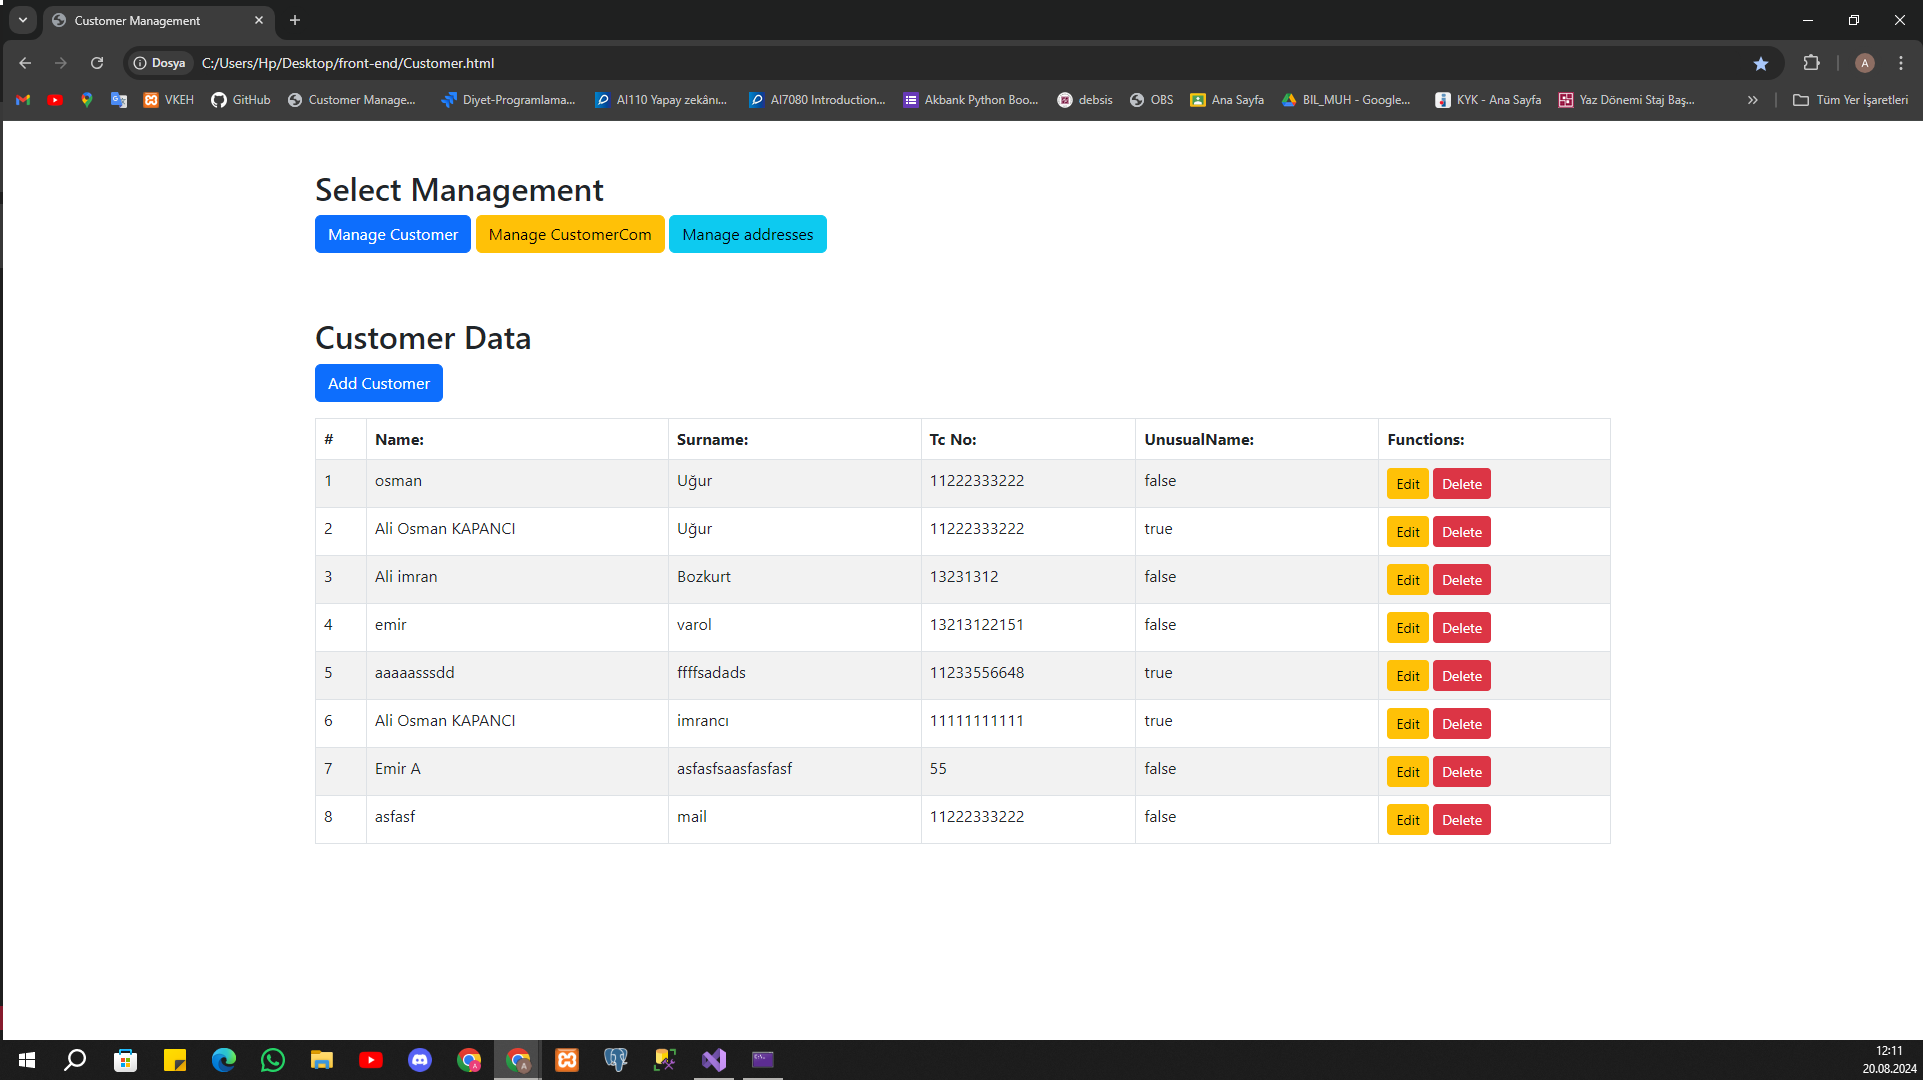 Customer Management
Dosya C:/Users/Hp/Desktop/front-end/Customer.html A
VKEH GitHub Customer Manage... Diyet-Programlama... AI110 Yapay zekânı... AI7080 Introduction... Akbank Python Boo... debsis OBS Ana Sayfa BIL_MUH - Google... KYK - Ana Sayfa Yaz Dönemi Staj Baş... Tüm Yer İşaretleri
Select Management
Manage Customer Manage CustomerCom Manage addresses
Customer Data
Add Customer
# Name: Surname: Tc No: UnusualName: Functions:
1 osman Uğur 11222333222 false Edit Delete
2 Ali Osman KAPANCI Uğur 11222333222 true Edit Delete
3 Ali imran Bozkurt 13231312 false Edit Delete
4 emir varol 13213122151 false Edit Delete
5 aaaaasssdd ffffsadads 11233556648 true Edit Delete
6 Ali Osman KAPANCI imrancı 11111111111 true Edit Delete
7 Emir A asfasfsaasfasfasf 55 false Edit Delete
8 asfasf mail 11222333222 false Edit Delete
12:11
20.08.2024